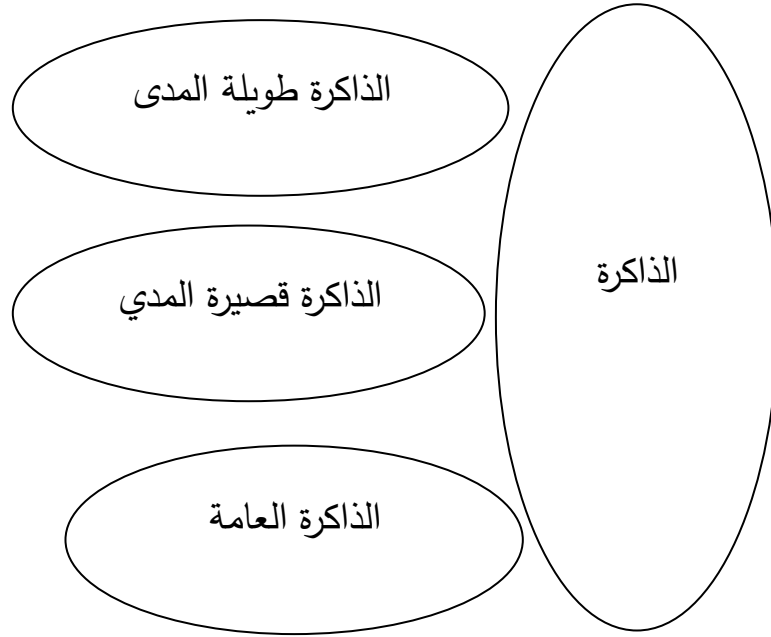 الذاكرة
الذاكرة طويلة المدى
الذاكرة قصيرة المدي
الذاكرة العامة